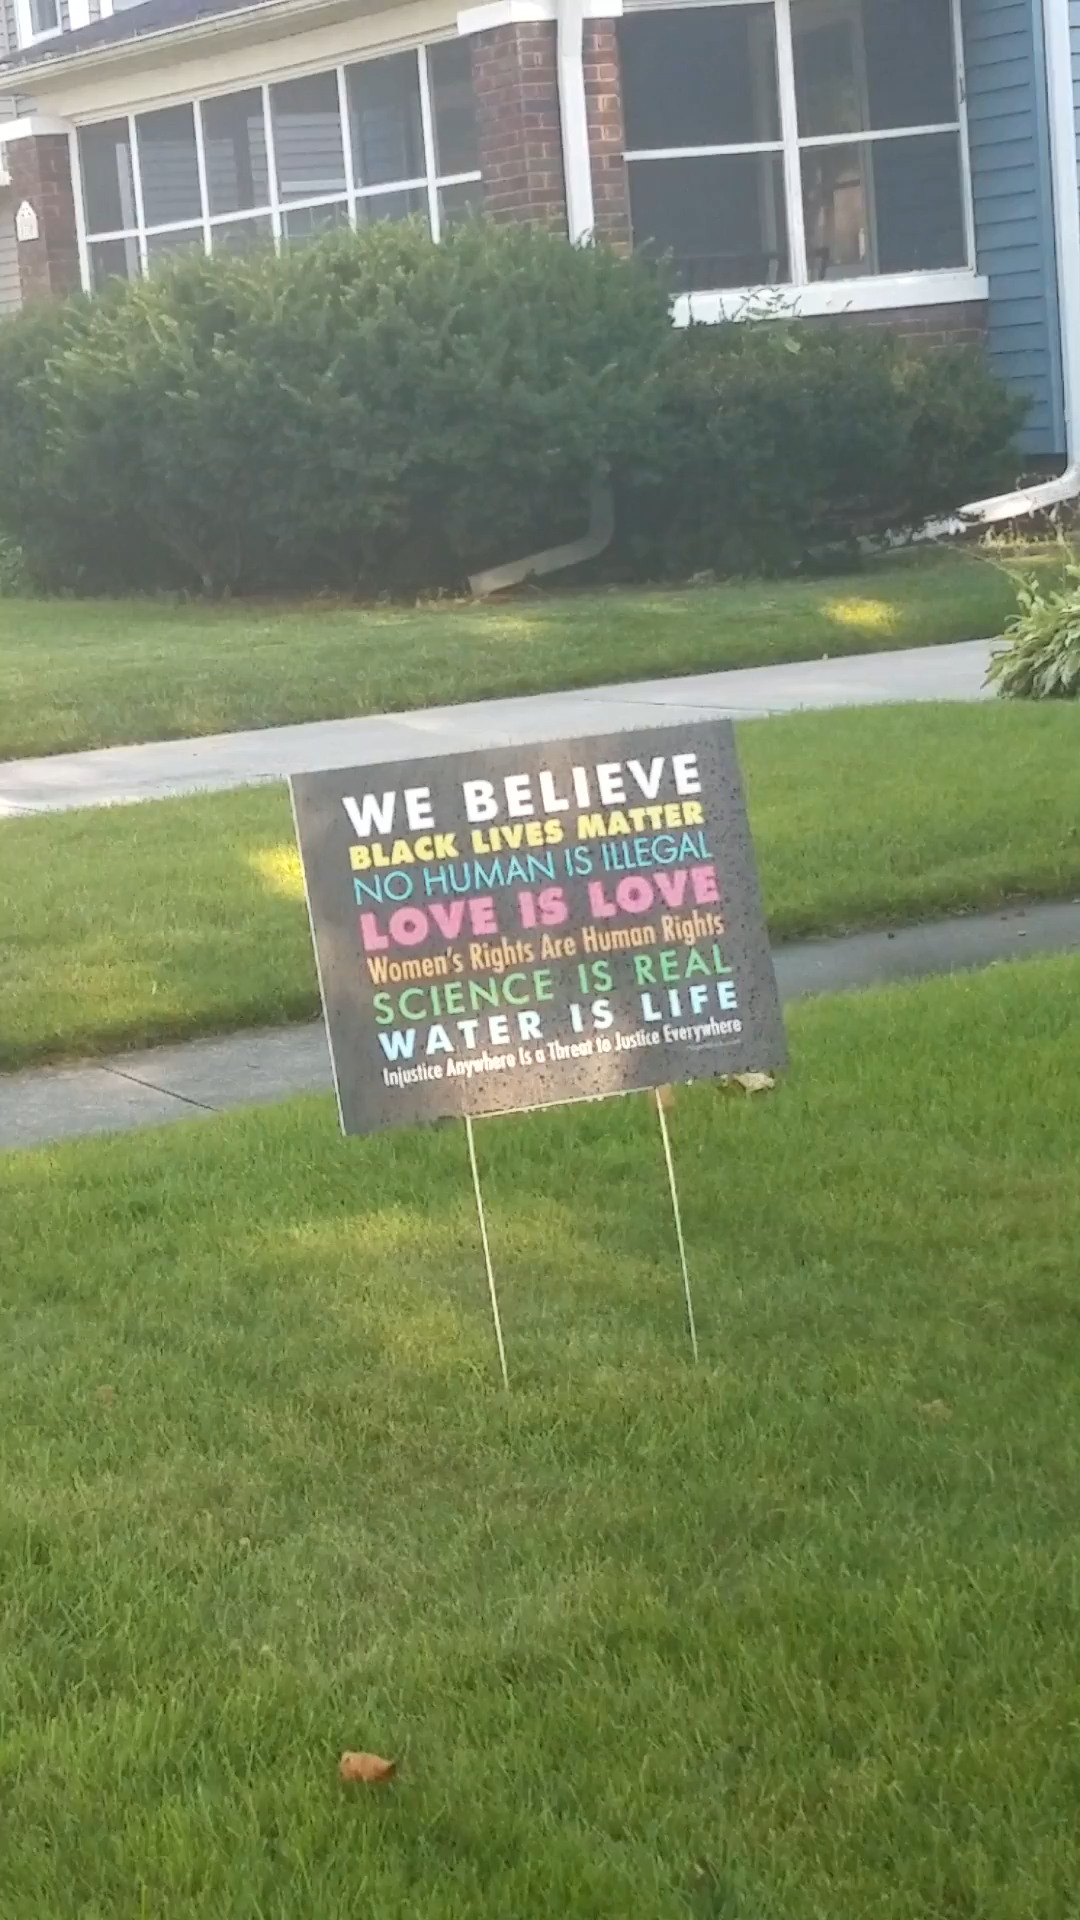 WE BELIEVE
BLACK LIVES MATTER
NO HUMAN IS ILLEGAL
LOVE IS LOVE
Women's Rights Are Human Rights
SCIENCE IS REAL
WATER IS LIFE
Injustice Anywhere Is a Threat to Justice Everywhere